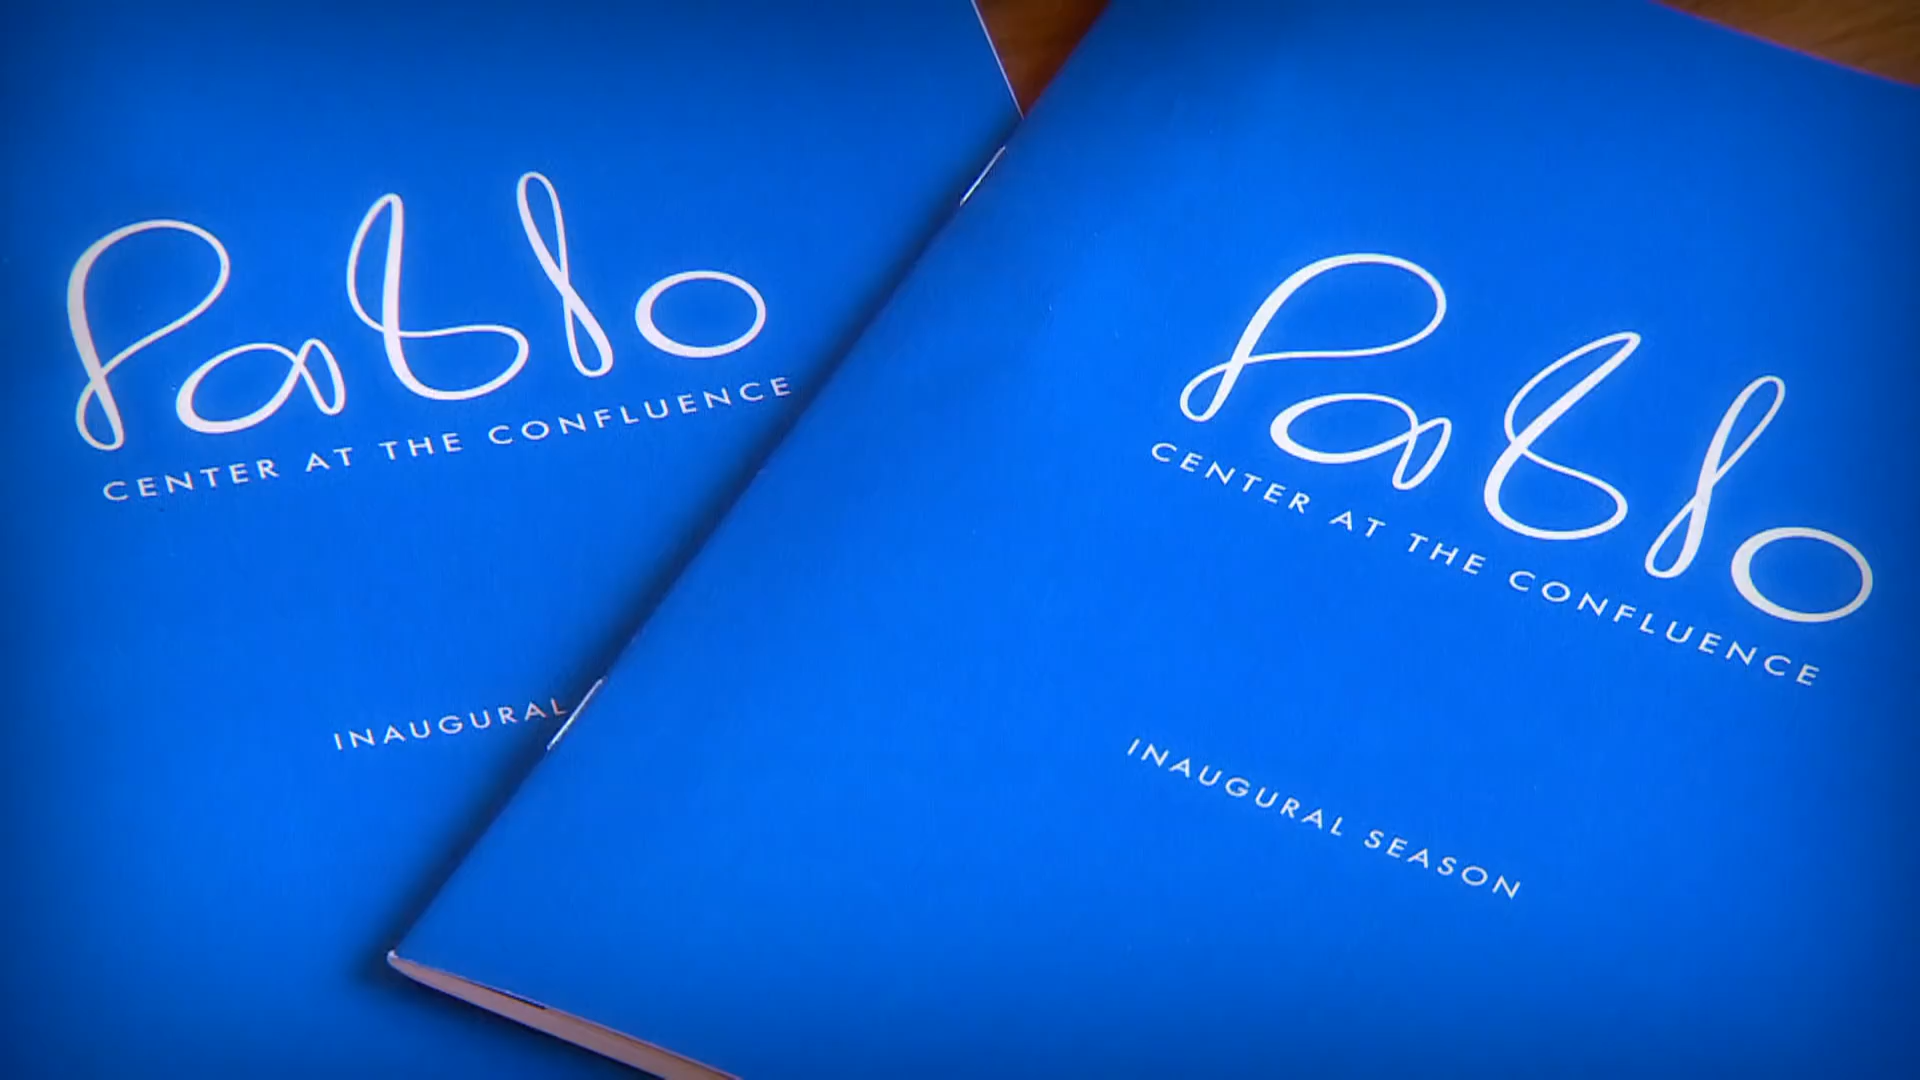 Pablo
CENTER AT THE CONFLUENCE
INAUGURAL
Pablo
CENTER AT THE CONFLUENCE
INAUGURAL SEASON